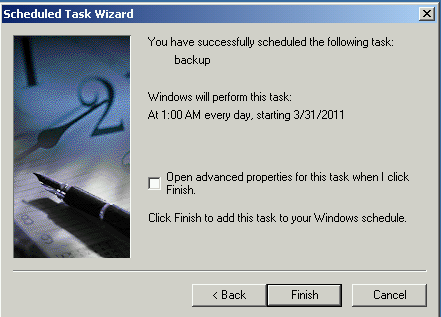 Scheduled Task Wizard
You have successfully scheduled the following task:
backup
Windows will perform this task:
At 1:00 AM every day, starting 3/31/2011
Open advanced properties for this task when I click
Finish.
Click Finish to add this task to your Windows schedule.
< Back
Finish
Cancel